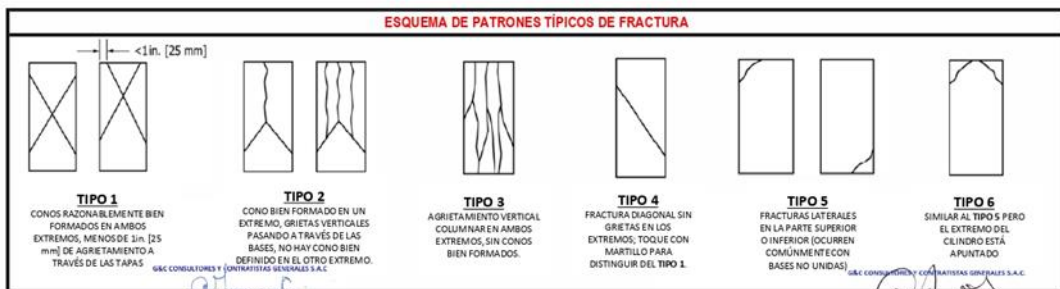 ESQUEMA DE PATRONES TÍPICOS DE FRACTURA
<1in. [25 mm]
TIPO 1
CONOS RAZONABLEMENTE BIEN
FORMADOS EN AMBOS
EXTREMOS, MENOS DE 1in. [25
mm] DE AGRIETAMIENTO A
TRAVÉS DE LAS TAPAS
TIPO 2
CONO BIEN FORMADO EN UN
EXTREMO, GRIETAS VERTICALES
PASANDO A TRAVÉS DE LAS
BASES, NO HAY CONO BIEN
DEFINIDO EN EL OTRO EXTREMO.
TIPO 3
AGRIETAMIENTO VERTICAL
COLUMNAR EN AMBOS
EXTREMOS, SIN CONOS
BIEN FORMADOS.
TIPO 4
FRACTURA DIAGONAL SIN
GRIETAS EN LOS
EXTREMOS; TOQUE CON
MARTILLO PARA
DISTINGUIR DEL TIPO 1.
TIPO 5
FRACTURAS LATERALES
EN LA PARTE SUPERIOR
O INFERIOR (OCURREN
COMÚNMENTE CON
BASES NO UNIDAS)
TIPO 6
SIMILAR AL TIPO 5 PERO
EL EXTREMO DEL
CILINDRO ESTÁ
APUNTADO
G&C CONSULTORES Y CONTRATISTAS GENERALES S.A.C
G&C CONSULTORES Y CONTRATISTAS GENERALES S.A.C.